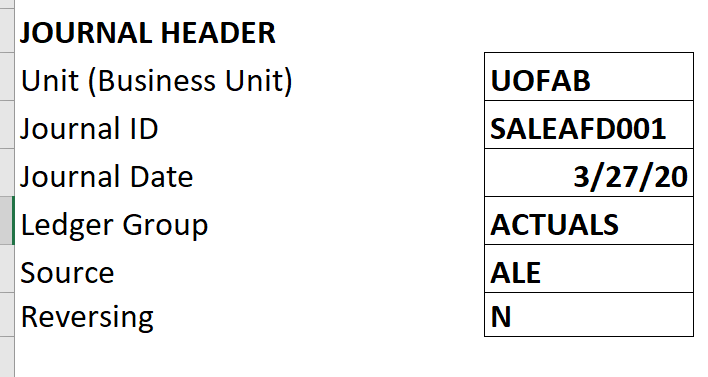 JOURNAL HEADER
Unit (Business Unit) UOFAB
Journal ID SALEAFD001
Journal Date 3/27/20
Ledger Group ACTUALS
Source ALE
Reversing N